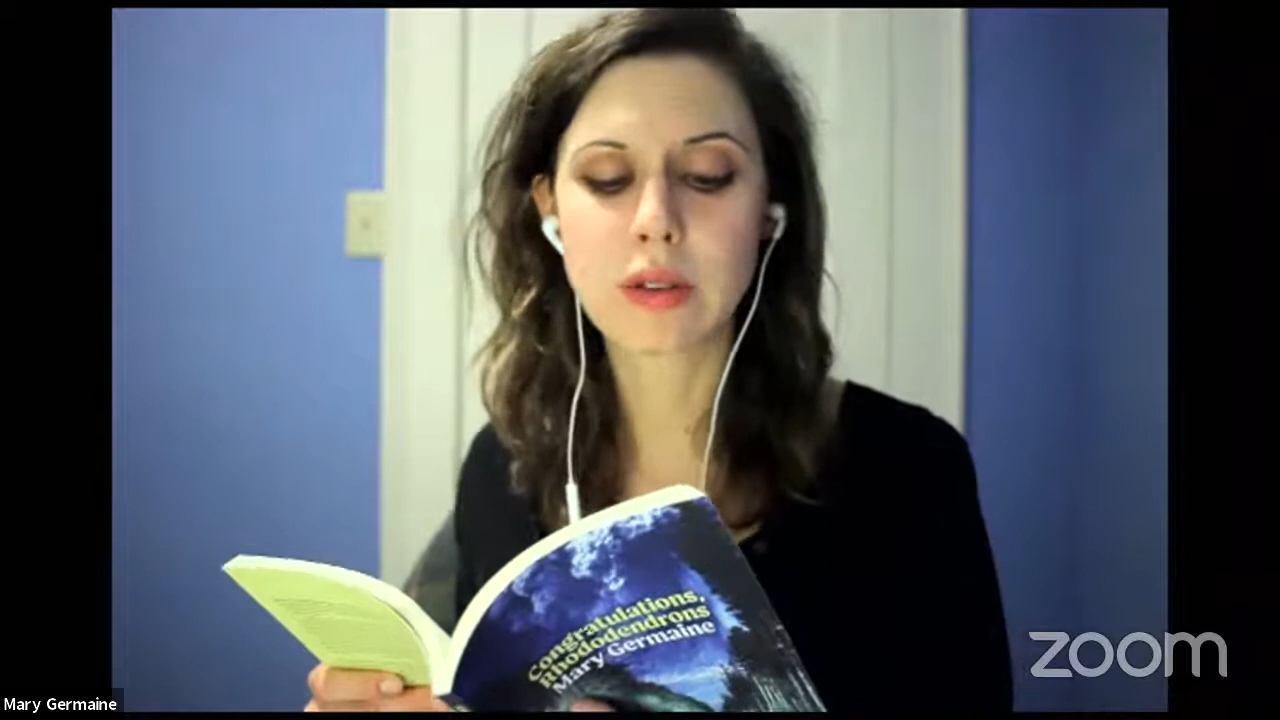 Congratulations,
Rhododendrons
Mary Germaine
zoom
Mary Germaine